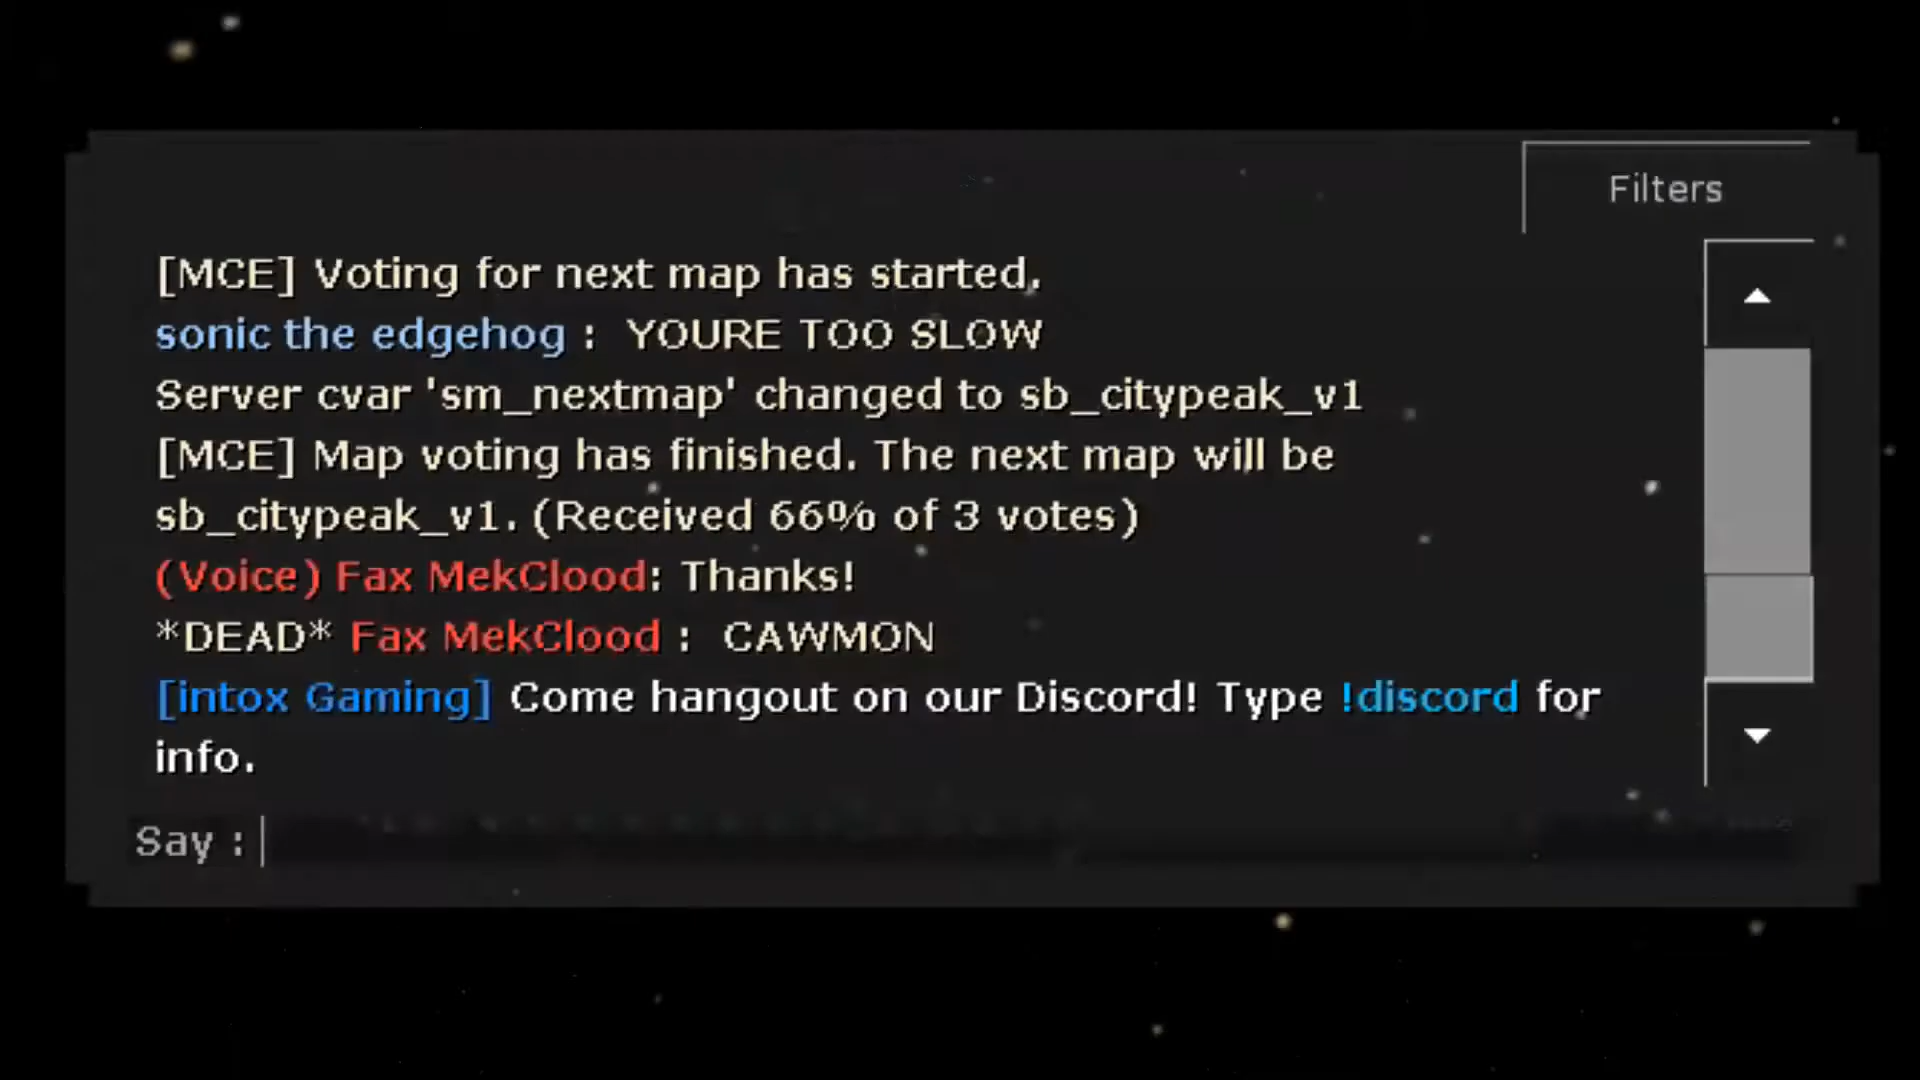 Filters
[MCE] Voting for next map has started.
sonic the edgehog :  YOURE TOO SLOW
Server cvar 'sm_nextmap' changed to sb_citypeak_v1
[MCE] Map voting has finished. The next map will be
sb_citypeak_v1. (Received 66% of 3 votes)
(Voice) Fax MekClood: Thanks!
*DEAD* Fax MekClood :  CAWMON
[intox Gaming] Come hangout on our Discord! Type !discord for
info.
Say :